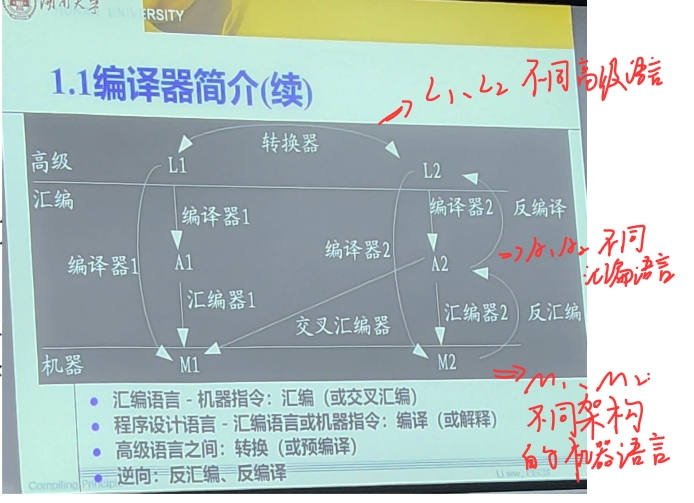 湖南大学
UNIVERSITY
1.1编译器简介(续)
→ L1、L2 不同高级语言
转换器
高级
L1
L2
汇编
编译器1
编译器2
反编译
编译器1
A1
编译器2
A2
⇒A1、A2 不同
汇编语言
汇编器1
交叉汇编器
汇编器2
反汇编
机器
M1
M2
⇒M1、M2
不同架构
的机器语言
• 汇编语言 - 机器指令：汇编（或交叉汇编）
• 程序设计语言 - 汇编语言或机器指令：编译（或解释）
• 高级语言之间：转换（或预编译）
• 逆向：反汇编、反编译
Compiling